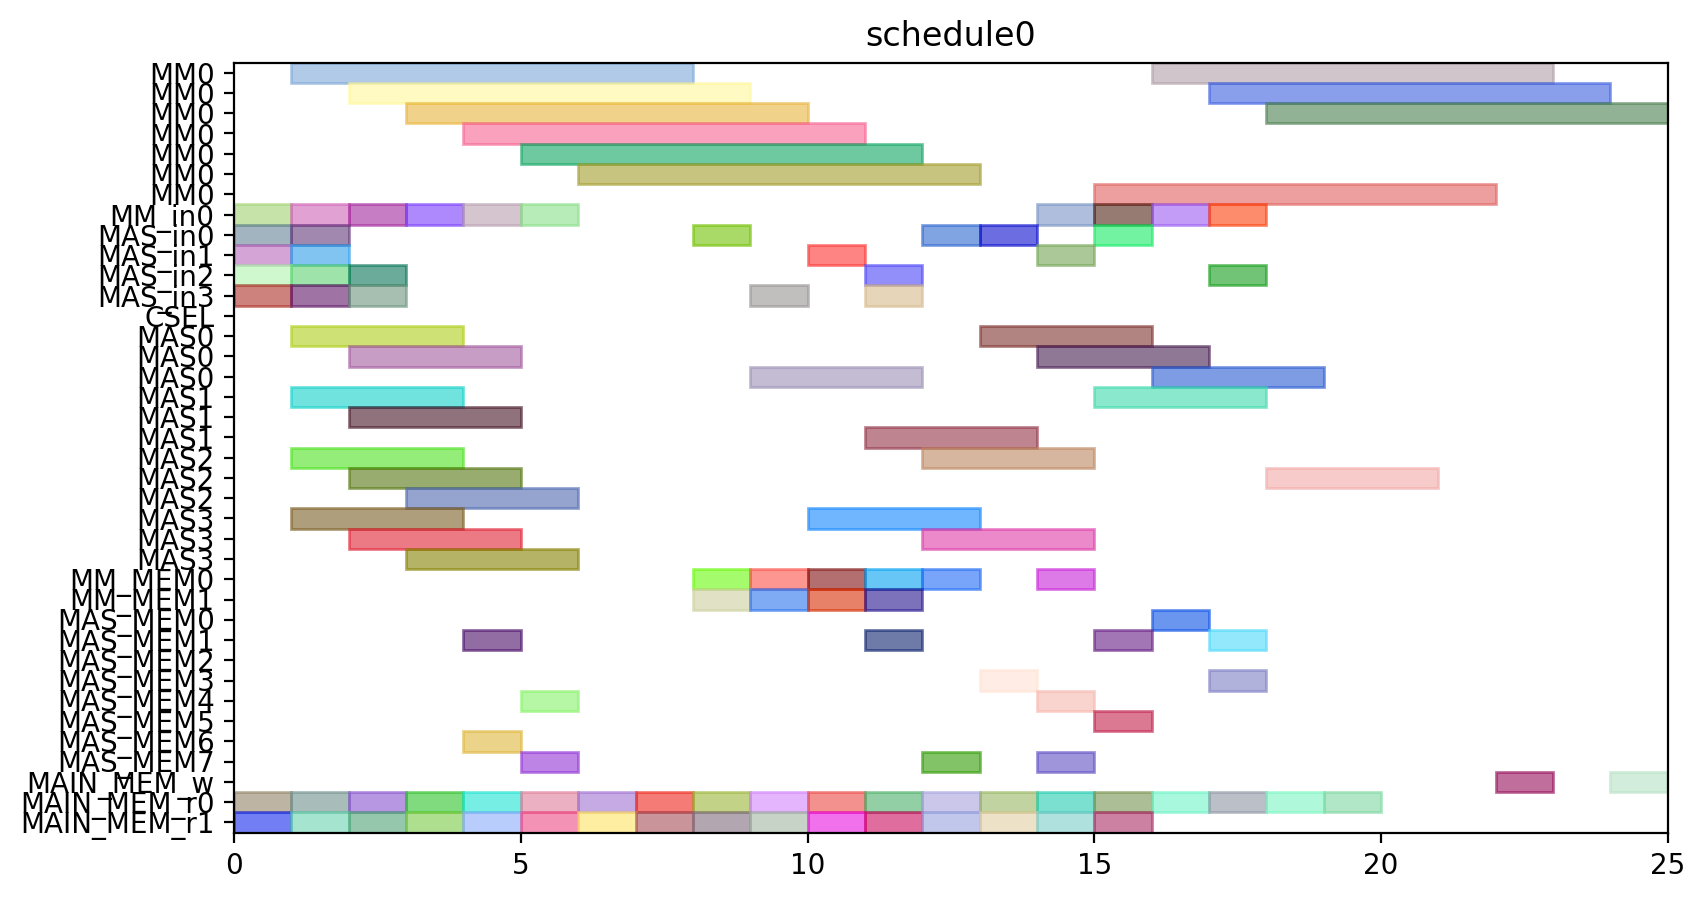 schedule0
MM0
MM0
MM0
MM0
MM0
MM0
MM0
MM_in0
MAS_in0
MAS_in1
MAS_in2
MAS_in3
CSEL
MAS0
MAS0
MAS0
MAS1
MAS1
MAS1
MAS2
MAS2
MAS2
MAS3
MAS3
MAS3
MM_MEM0
MM_MEM1
MAS_MEM0
MAS_MEM1
MAS_MEM2
MAS_MEM3
MAS_MEM4
MAS_MEM5
MAS_MEM6
MAS_MEM7
MAIN_MEM_w
MAIN_MEM_r0
MAIN_MEM_r1
0 5 10 15 20 25